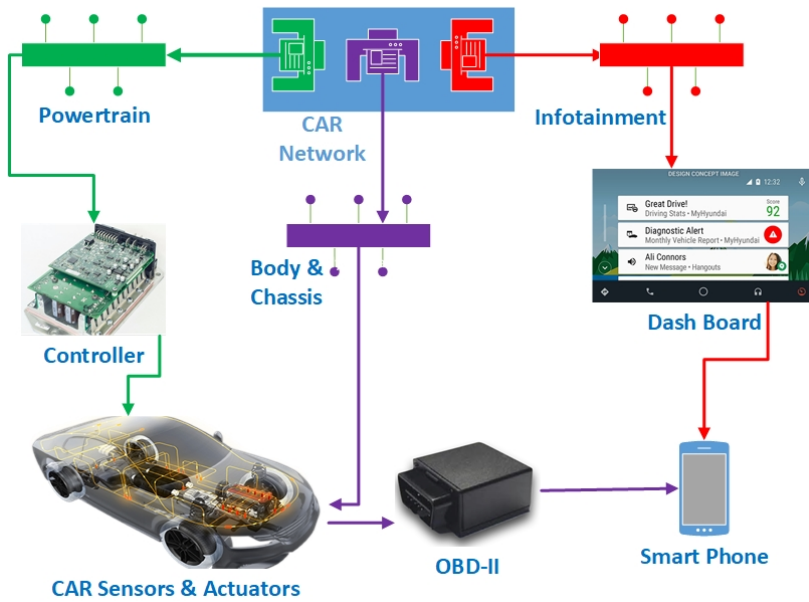 Powertrain
CAR
Network
Infotainment
DESIGN CONCEPT IMAGE
12:32
Great Drive!
Driving Stats • MyHyundai
Score
92
Diagnostic Alert
Monthly Vehicle Report • MyHyundai
Ali Connors
New Message • Hangouts
Body &
Chassis
Controller
Dash Board
OBD-II
Smart Phone
CAR Sensors & Actuators